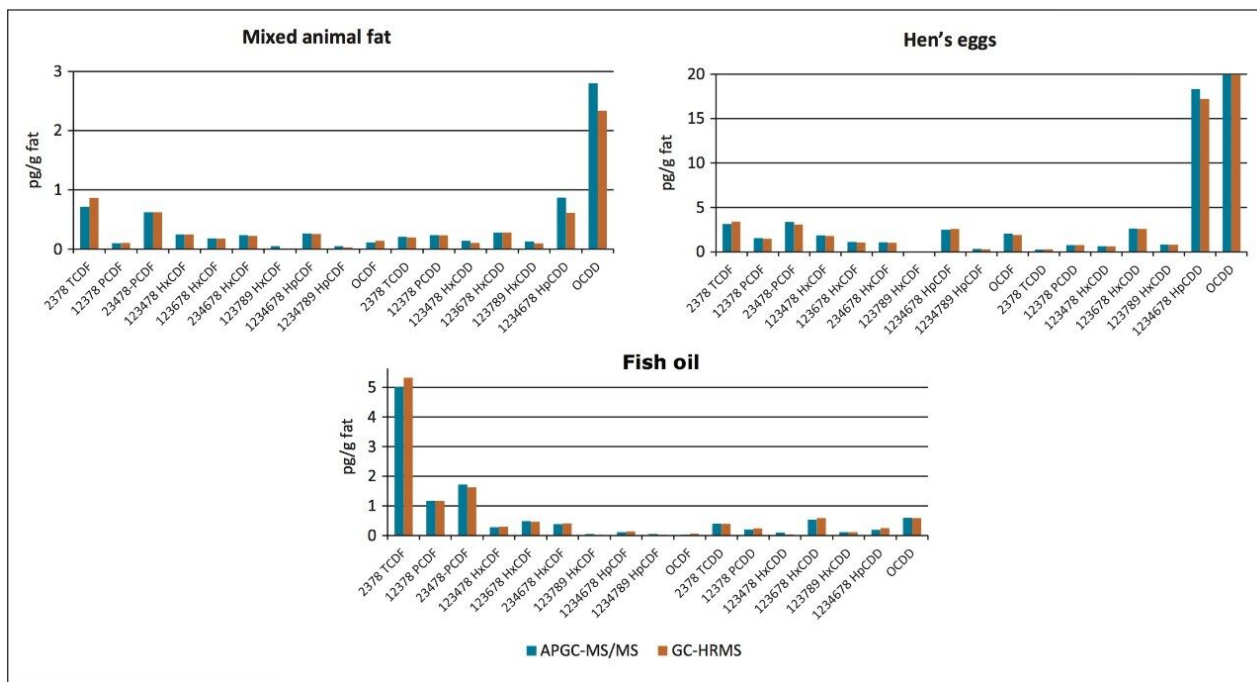 Mixed animal fat
3
2
1
0
pg/g fat
2378 TCDF
12378 PCDF
23478-PCDF
123478 HxCDF
123678 HxCDF
234678 HxCDF
123789 HxCDF
1234678 HpCDF
1234789 HpCDF
OCDF
2378 TCDD
12378 PCDD
123478 HxCDD
123678 HxCDD
123789 HxCDD
1234678 HpCDD
OCDD
Hen's eggs
20
15
10
5
0
pg/g fat
2378 TCDF
12378 PCDF
23478-PCDF
123478 HxCDF
123678 HxCDF
234678 HxCDF
123789 HxCDF
1234678 HpCDF
1234789 HpCDF
OCDF
2378 TCDD
12378 PCDD
123478 HxCDD
123678 HxCDD
123789 HxCDD
1234678 HpCDD
OCDD
Fish oil
5
4
3
2
1
0
pg/g fat
2378 TCDF
12378 PCDF
23478-PCDF
123478 HxCDF
123678 HxCDF
234678 HxCDF
123789 HxCDF
1234678 HpCDF
1234789 HpCDF
OCDF
2378 TCDD
12378 PCDD
123478 HxCDD
123678 HxCDD
123789 HxCDD
1234678 HpCDD
OCDD
APGC-MS/MS GC-HRMS